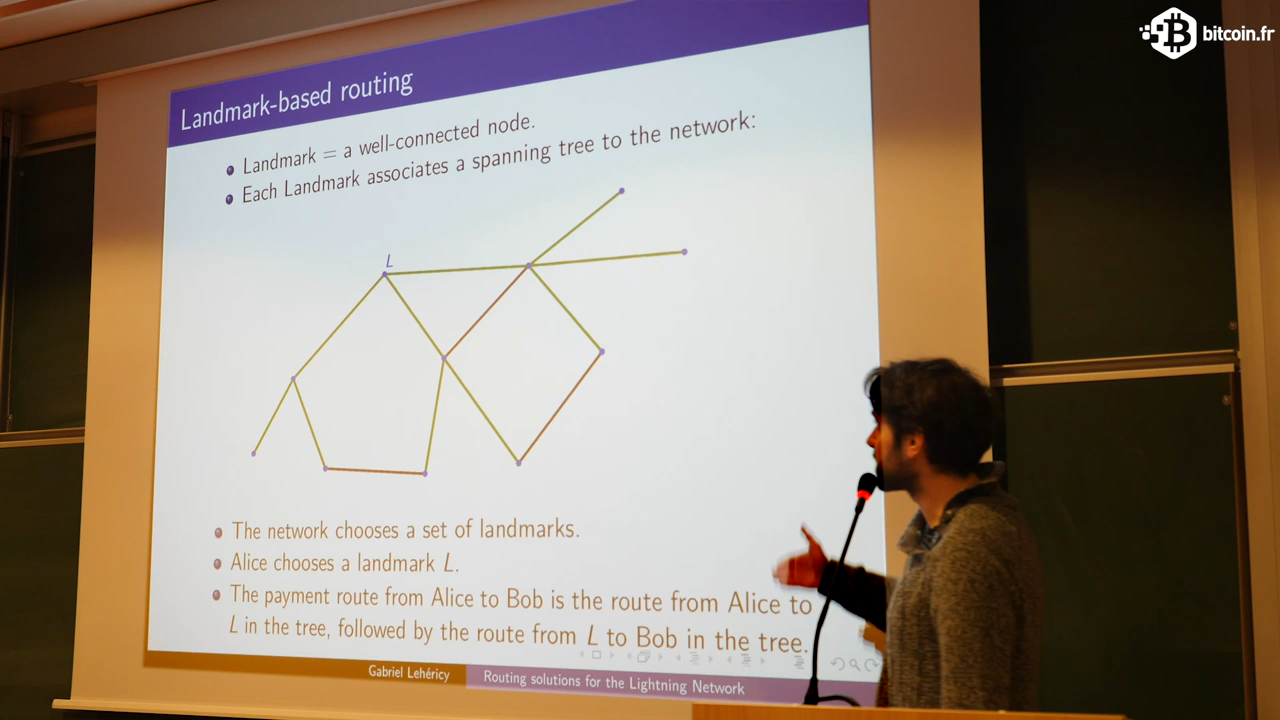 bitcoin.fr
Landmark-based routing
Landmark = a well-connected node.
Each Landmark associates a spanning tree to the network:
L
The network chooses a set of landmarks.
Alice chooses a landmark L.
The payment route from Alice to Bob is the route from Alice to
L in the tree, followed by the route from L to Bob in the tree.
Gabriel Lehéricy
Routing solutions for the Lightning Network